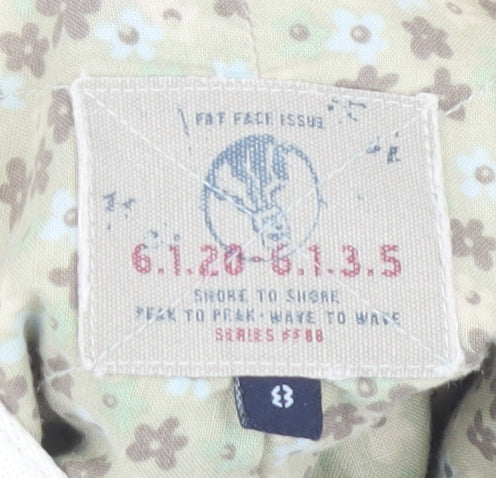 FAT FACE ISSUE
6.1.20-6.1.3.5
SHORE TO SHORE
PEAK TO PEAK · WAVE TO WAVE
SERIES FF88
8